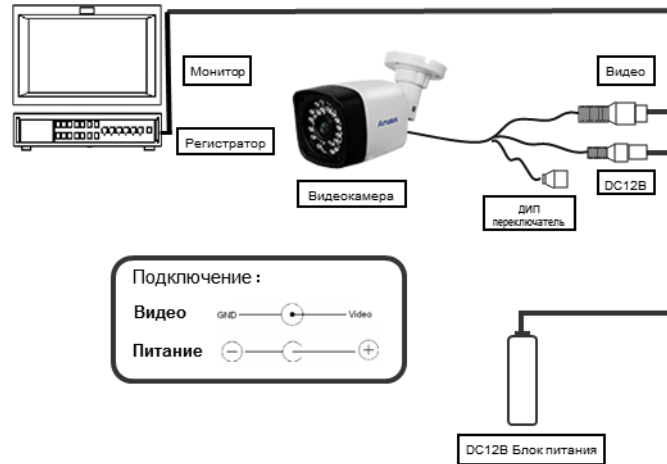 Монитор
Видео
Регистратор
Видеокамера
DC12В
ДИП
переключатель
Подключение:
Видео GND Video
Питание
DC12В Блок питания